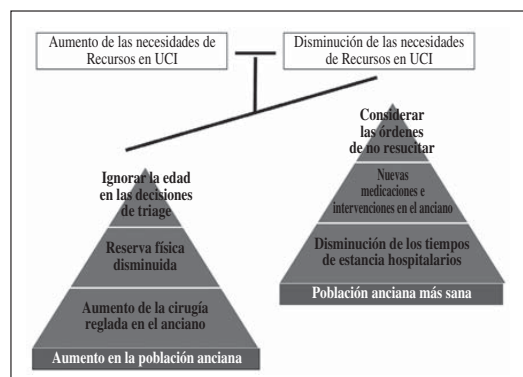 Aumento de las necesidades de
Recursos en UCI
Disminución de las necesidades
de Recursos en UCI
Ignorar la edad
en las decisiones
de triage
Reserva física
disminuida
Aumento de la cirugía
reglada en el anciano
Aumento en la población anciana
Considerar
las órdenes
de no resucitar
Nuevas
medicaciones e
intervenciones en el anciano
Disminución de los tiempos
de estancia hospitalarios
Población anciana más sana